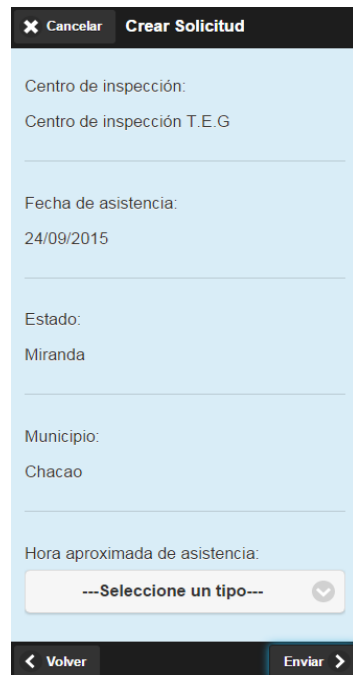 Cancelar Crear Solicitud
Centro de inspección:
Centro de inspección T.E.G
Fecha de asistencia:
24/09/2015
Estado:
Miranda
Municipio:
Chacao
Hora aproximada de asistencia:
---Seleccione un tipo---
Volver Enviar